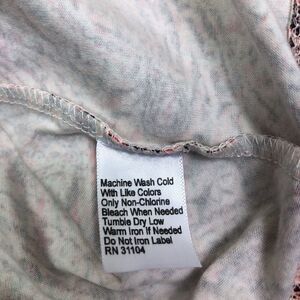 Machine Wash Cold
With Like Colors
Only Non-Chlorine
Bleach When Needed
Tumble Dry Low
Warm Iron If Needed
Do Not Iron Label
RN 31104